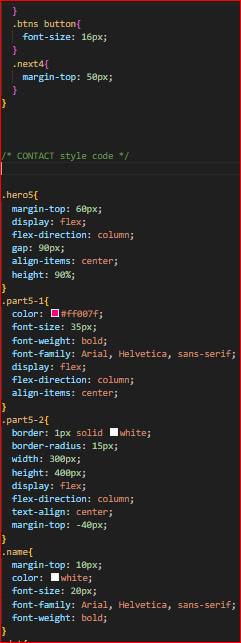 }
.btns button{
font-size: 16px;
}
.next4{
margin-top: 50px;
}
}
/* CONTACT style code */
.hero5{
margin-top: 60px;
display: flex;
flex-direction: column;
gap: 90px;
align-items: center;
height: 90%;
}
.part5-1{
color: #ff007f;
font-size: 35px;
font-weight: bold;
font-family: Arial, Helvetica, sans-serif;
display: flex;
flex-direction: column;
align-items: center;
}
.part5-2{
border: 1px solid white;
border-radius: 15px;
width: 300px;
height: 400px;
display: flex;
flex-direction: column;
text-align: center;
margin-top: -40px;
}
.name{
margin-top: 10px;
color: white;
font-size: 20px;
font-family: Arial, Helvetica, sans-serif;
font-weight: bold;
}